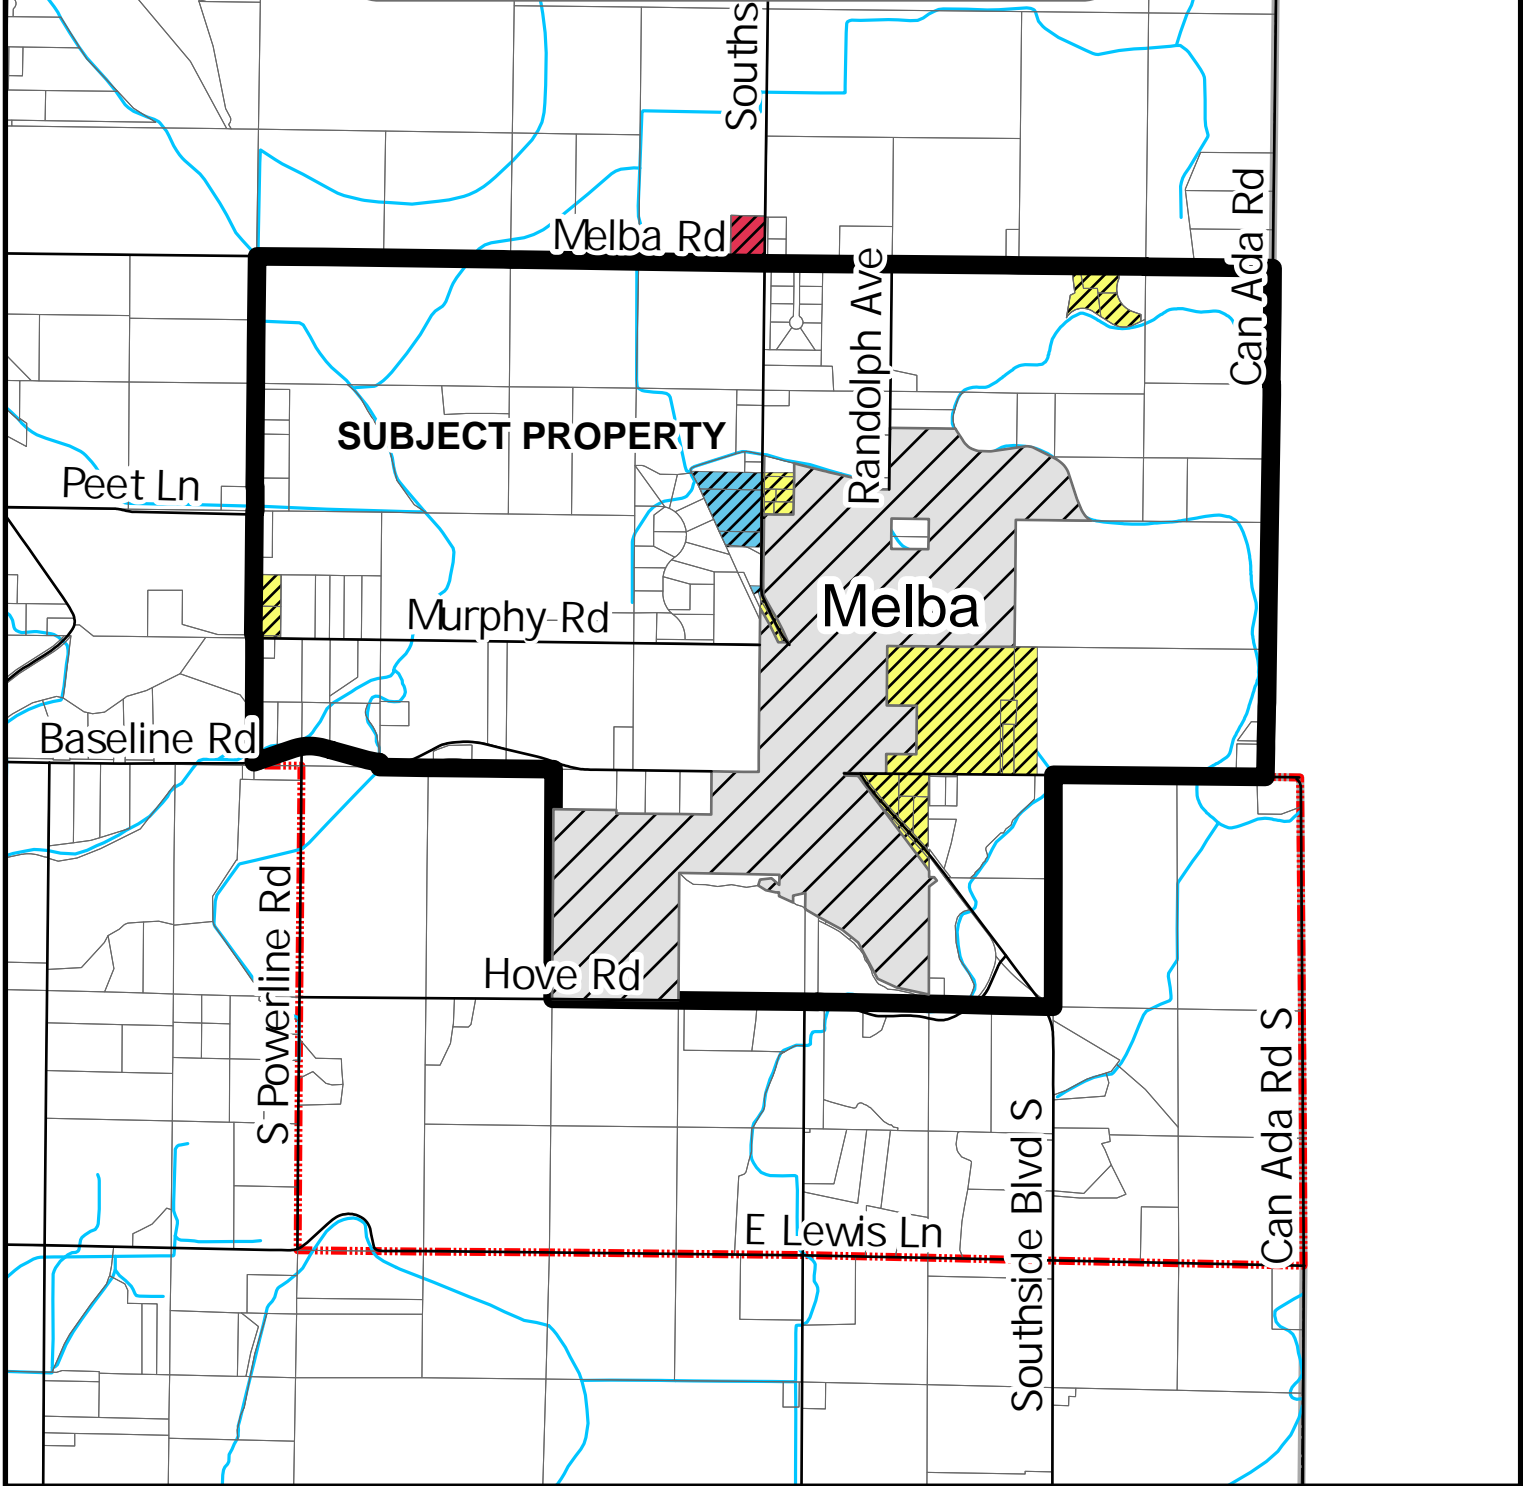 Souths
Can Ada Rd
Melba Rd
Randolph Ave
SUBJECT PROPERTY
Peet Ln
Melba
Murphy Rd
Baseline Rd
S Powerline Rd
Hove Rd
Can Ada Rd S
Southside Blvd S
E Lewis Ln